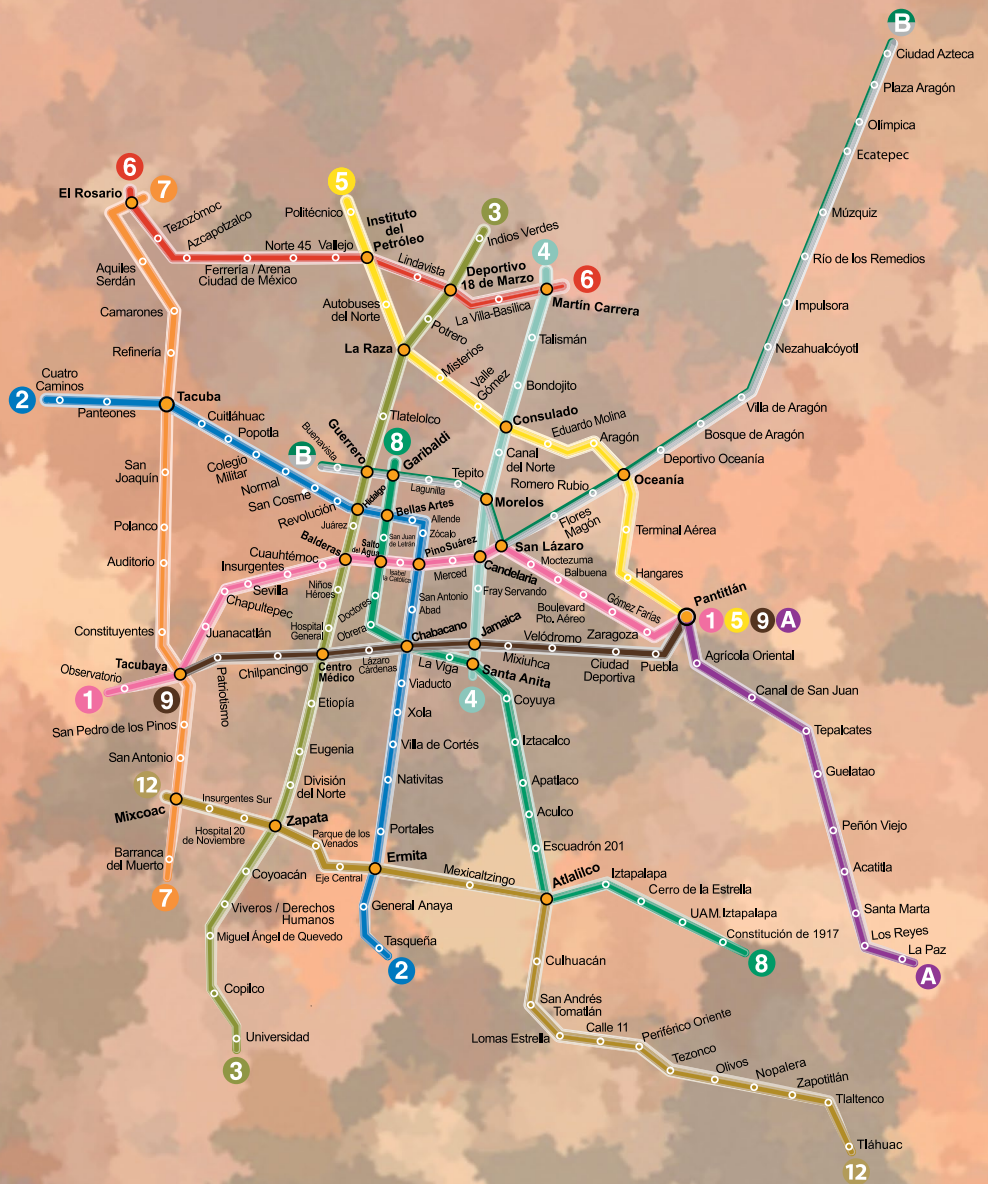 B
Ciudad Azteca
Plaza Aragón
Olímpica
Ecatepec
Múzquiz
Río de los Remedios
Impulsora
Nezahualcóyotl
Villa de Aragón
Bosque de Aragón
Deportivo Oceanía
Oceanía
Romero Rubio
Flores
Magón
San Lázaro
Morelos
Tepito
Lagunilla
Garibaldi
Guerrero
Buenavista
B
6
7
El Rosario
Tezozómoc
Azcapotzalco
Ferrería / Arena
Ciudad de México
Norte 45
Vallejo
Instituto
del
Petróleo
Lindavista
Deportivo
18 de Marzo
La Villa-Basílica
Martín Carrera
6
5
Politécnico
Autobuses
del Norte
La Raza
Misterios
Valle
Gómez
Consulado
Eduardo Molina
Aragón
Terminal Aérea
Hangares
Pantitlán
1
5
9
A
3
Indios Verdes
Potrero
Tlatelolco
Hidalgo
Juárez
Balderas
Niños
Héroes
Hospital
General
Centro
Médico
Etiopía
Eugenia
División
del Norte
Zapata
Coyoacán
Viveros / Derechos
Humanos
Miguel Ángel de Quevedo
Copilco
Universidad
3
4
Talismán
Bondojito
Canal
del Norte
Candelaria
Fray Servando
Jamaica
Santa Anita
4
Aquiles
Serdán
Camarones
Refinería
Tacuba
San
Joaquín
Polanco
Auditorio
Constituyentes
Tacubaya
San Pedro de los Pinos
San Antonio
Mixcoac
Barranca
del Muerto
7
2
Cuatro
Caminos
Panteones
Cuitláhuac
Popotla
Colegio
Militar
Normal
San Cosme
Revolución
Bellas Artes
Allende
Zócalo
Pino Suárez
San Antonio
Abad
Chabacano
Viaducto
Xola
Villa de Cortés
Nativitas
Portales
Ermita
General Anaya
Tasqueña
2
8
San Juan
de Letrán
Salto
del Agua
Doctores
Obrera
La Viga
Coyuya
Iztacalco
Apatlaco
Aculco
Escuadrón 201
Atlalilco
Iztapalapa
Cerro de la Estrella
UAM.Iztapalapa
Constitución de 1917
8
1
Observatorio
Juanacatlán
Chapultepec
Sevilla
Insurgentes
Cuauhtémoc
Isabel
la Católica
Merced
Moctezuma
Balbuena
Boulevard
Pto. Aéreo
Gómez Farías
Zaragoza
9
Patriotismo
Chilpancingo
Lázaro
Cárdenas
Mixiuhca
Velódromo
Ciudad
Deportiva
Puebla
Agrícola Oriental
Canal de San Juan
Tepalcates
Guelatao
Peñón Viejo
Acatitla
Santa Marta
Los Reyes
La Paz
A
12
Insurgentes Sur
Hospital 20
de Noviembre
Parque de los
Venados
Eje Central
Mexicaltzingo
Culhuacán
San Andrés
Tomatlán
Lomas Estrella
Calle 11
Periférico Oriente
Tezonco
Olivos
Nopalera
Zapotitlán
Tlaltenco
Tláhuac
12